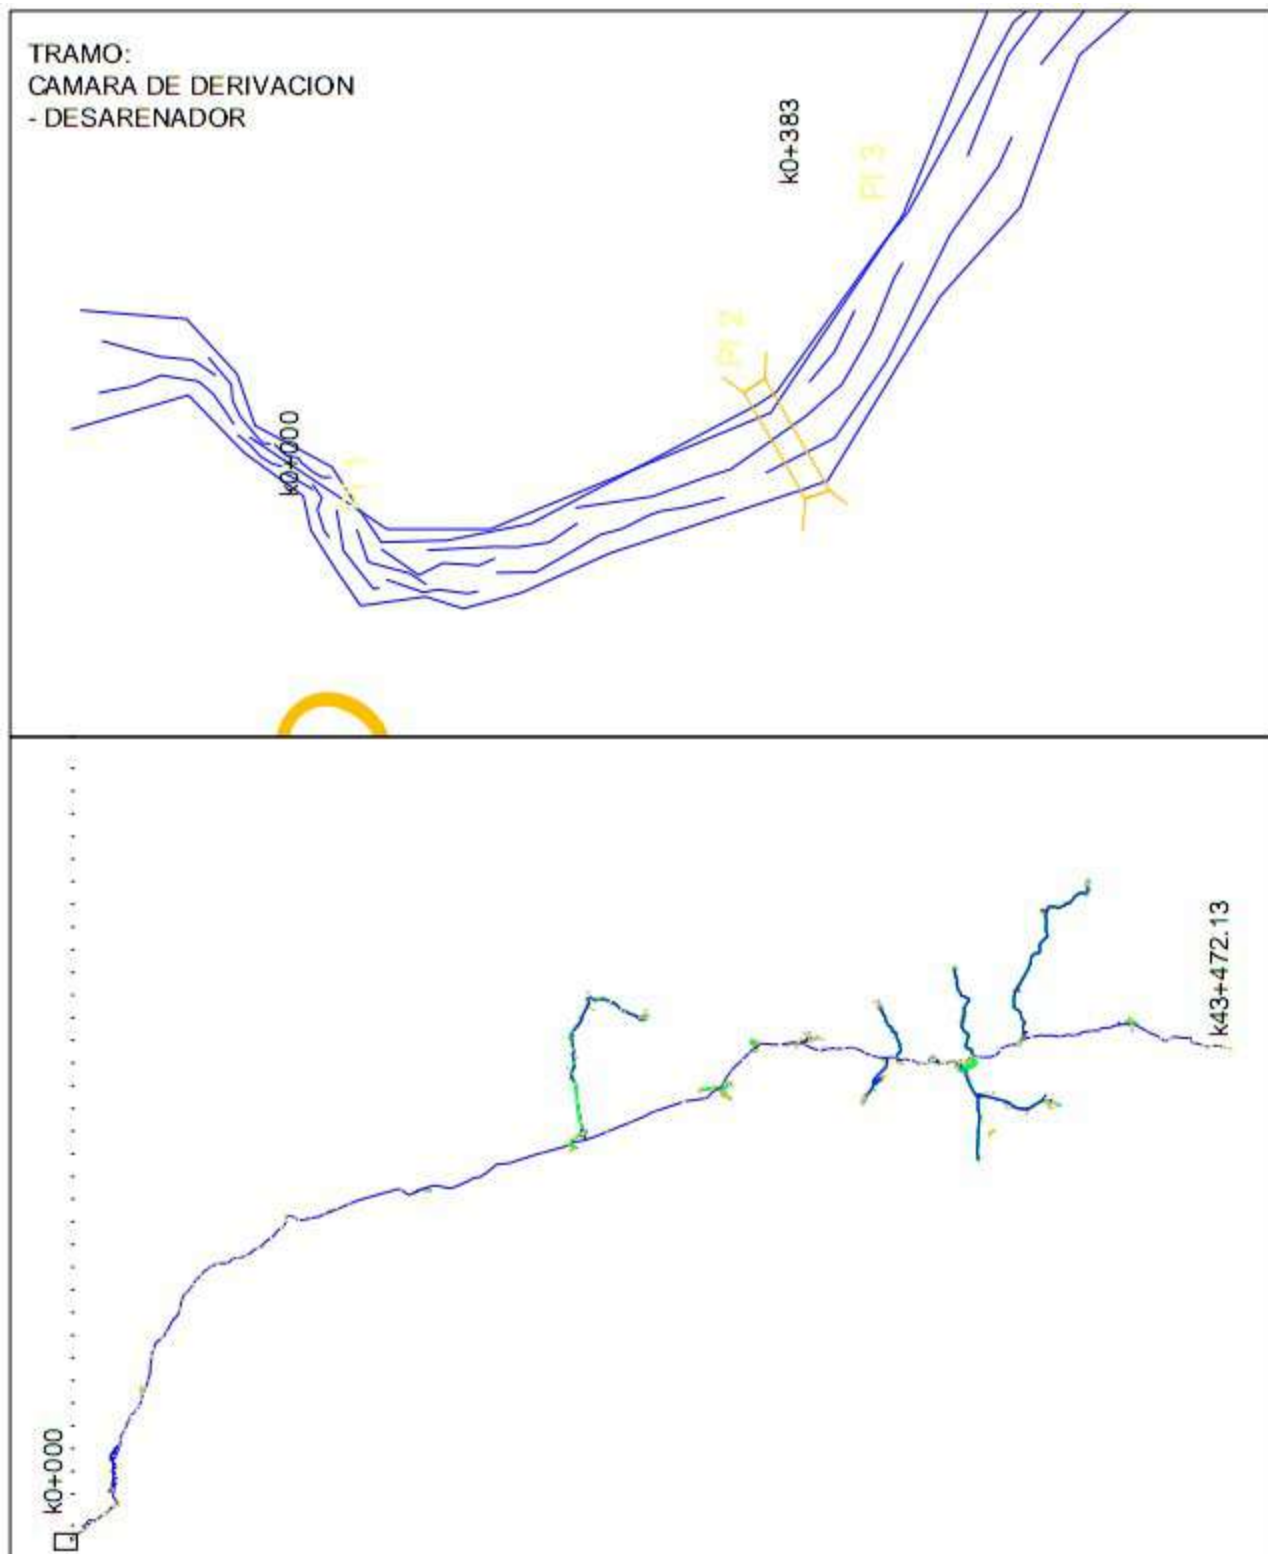 TRAMO:
CAMARA DE DERIVACION
- DESARENADOR
k0+383
PI 3
PI 2
k0+000
PI 1
k43+472.13
k0+000